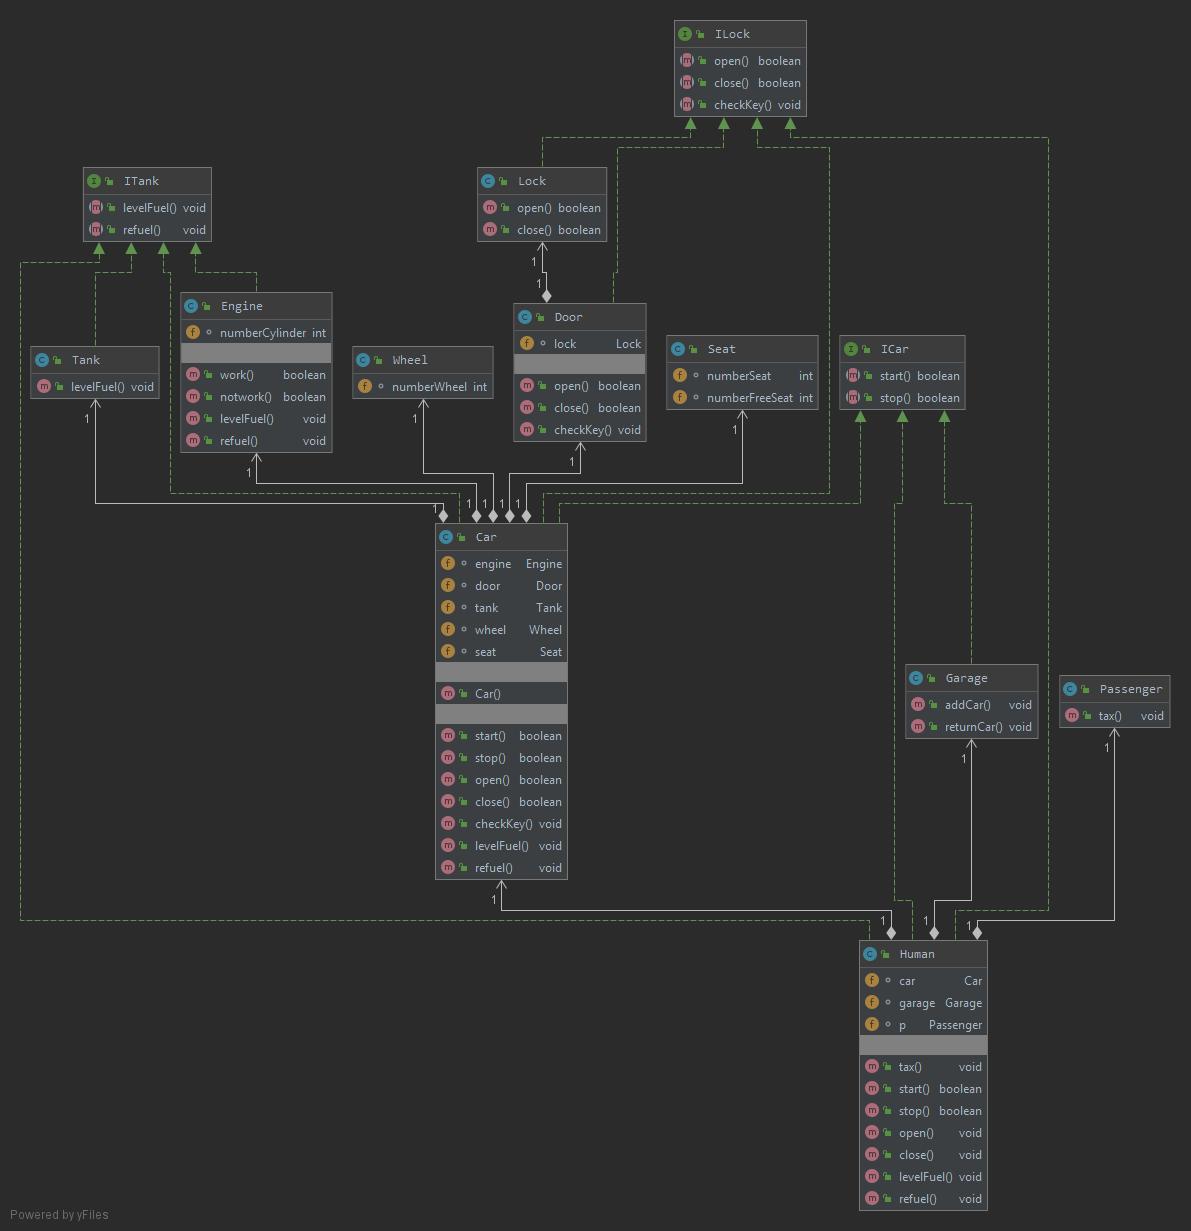 ILock
open() boolean
close() boolean
checkKey() void
ITank
levelFuel() void
refuel() void
Lock
open() boolean
close() boolean
1
1
Engine
numberCylinder int
work() boolean
notwork() boolean
levelFuel() void
refuel() void
Door
lock Lock
open() boolean
close() boolean
checkKey() void
Tank
levelFuel() void
Wheel
numberWheel int
Seat
numberSeat int
numberFreeSeat int
ICar
start() boolean
stop() boolean
1
1
1
1
1
1
1
1
1
1
Car
engine Engine
door Door
tank Tank
wheel Wheel
seat Seat
Car()
start() boolean
stop() boolean
open() boolean
close() boolean
checkKey() void
levelFuel() void
refuel() void
Garage
addCar() void
returnCar() void
Passenger
tax() void
1
1
1
1
1
1
Human
car Car
garage Garage
p Passenger
tax() void
start() boolean
stop() boolean
open() void
close() void
levelFuel() void
refuel() void
Powered by yFiles